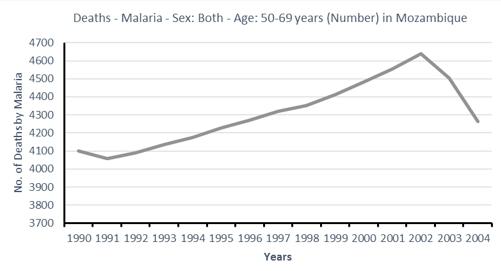 Deaths - Malaria - Sex: Both - Age: 50-69 years (Number) in Mozambique
No. of Deathsby Malaria
4700
4600
4500
4400
4300
4200
4100
4000
3900
3800
3700
1990 1991 1992 1993 1994 1995 1996 1997 1998 1999 2000 2001 2002 2003 2004
Years